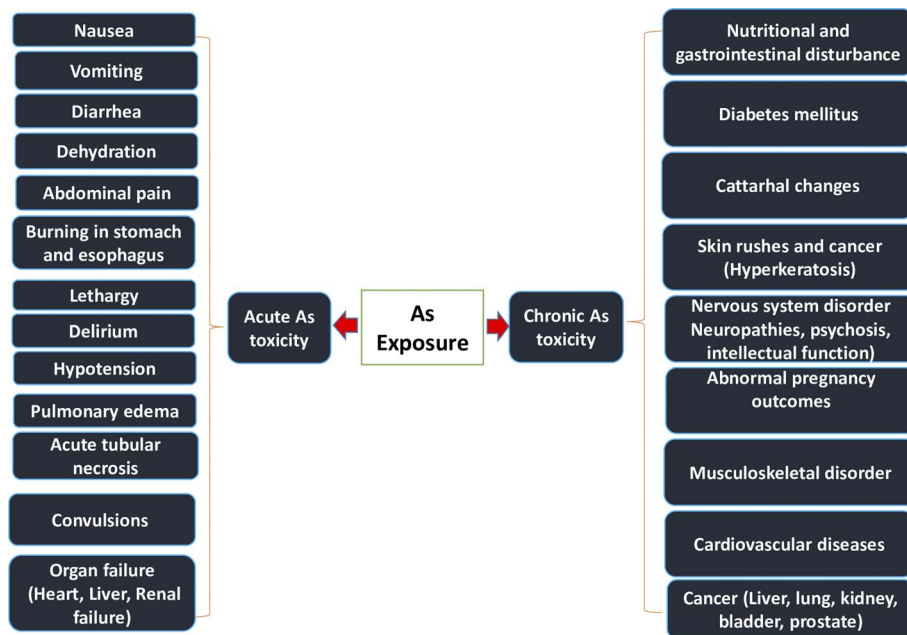 Nausea
Vomiting
Diarrhea
Dehydration
Abdominal pain
Burning in stomach
and esophagus
Lethargy
Delirium
Hypotension
Pulmonary edema
Acute tubular
necrosis
Convulsions
Organ failure
(Heart, Liver, Renal
failure)
Acute As
toxicity
As
Exposure
Chronic As
toxicity
Nutritional and
gastrointestinal disturbance
Diabetes mellitus
Cattarhal changes
Skin rushes and cancer
(Hyperkeratosis)
Nervous system disorder
Neuropathies, psychosis,
intellectual function)
Abnormal pregnancy
outcomes
Musculoskeletal disorder
Cardiovascular diseases
Cancer (Liver, lung, kidney,
bladder, prostate)